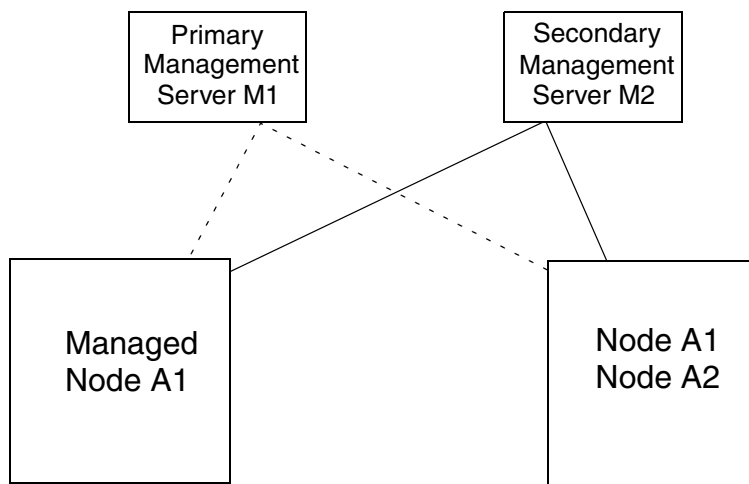 Primary
Management
Server M1
Secondary
Management
Server M2
Managed
Node A1
Node A1
Node A2